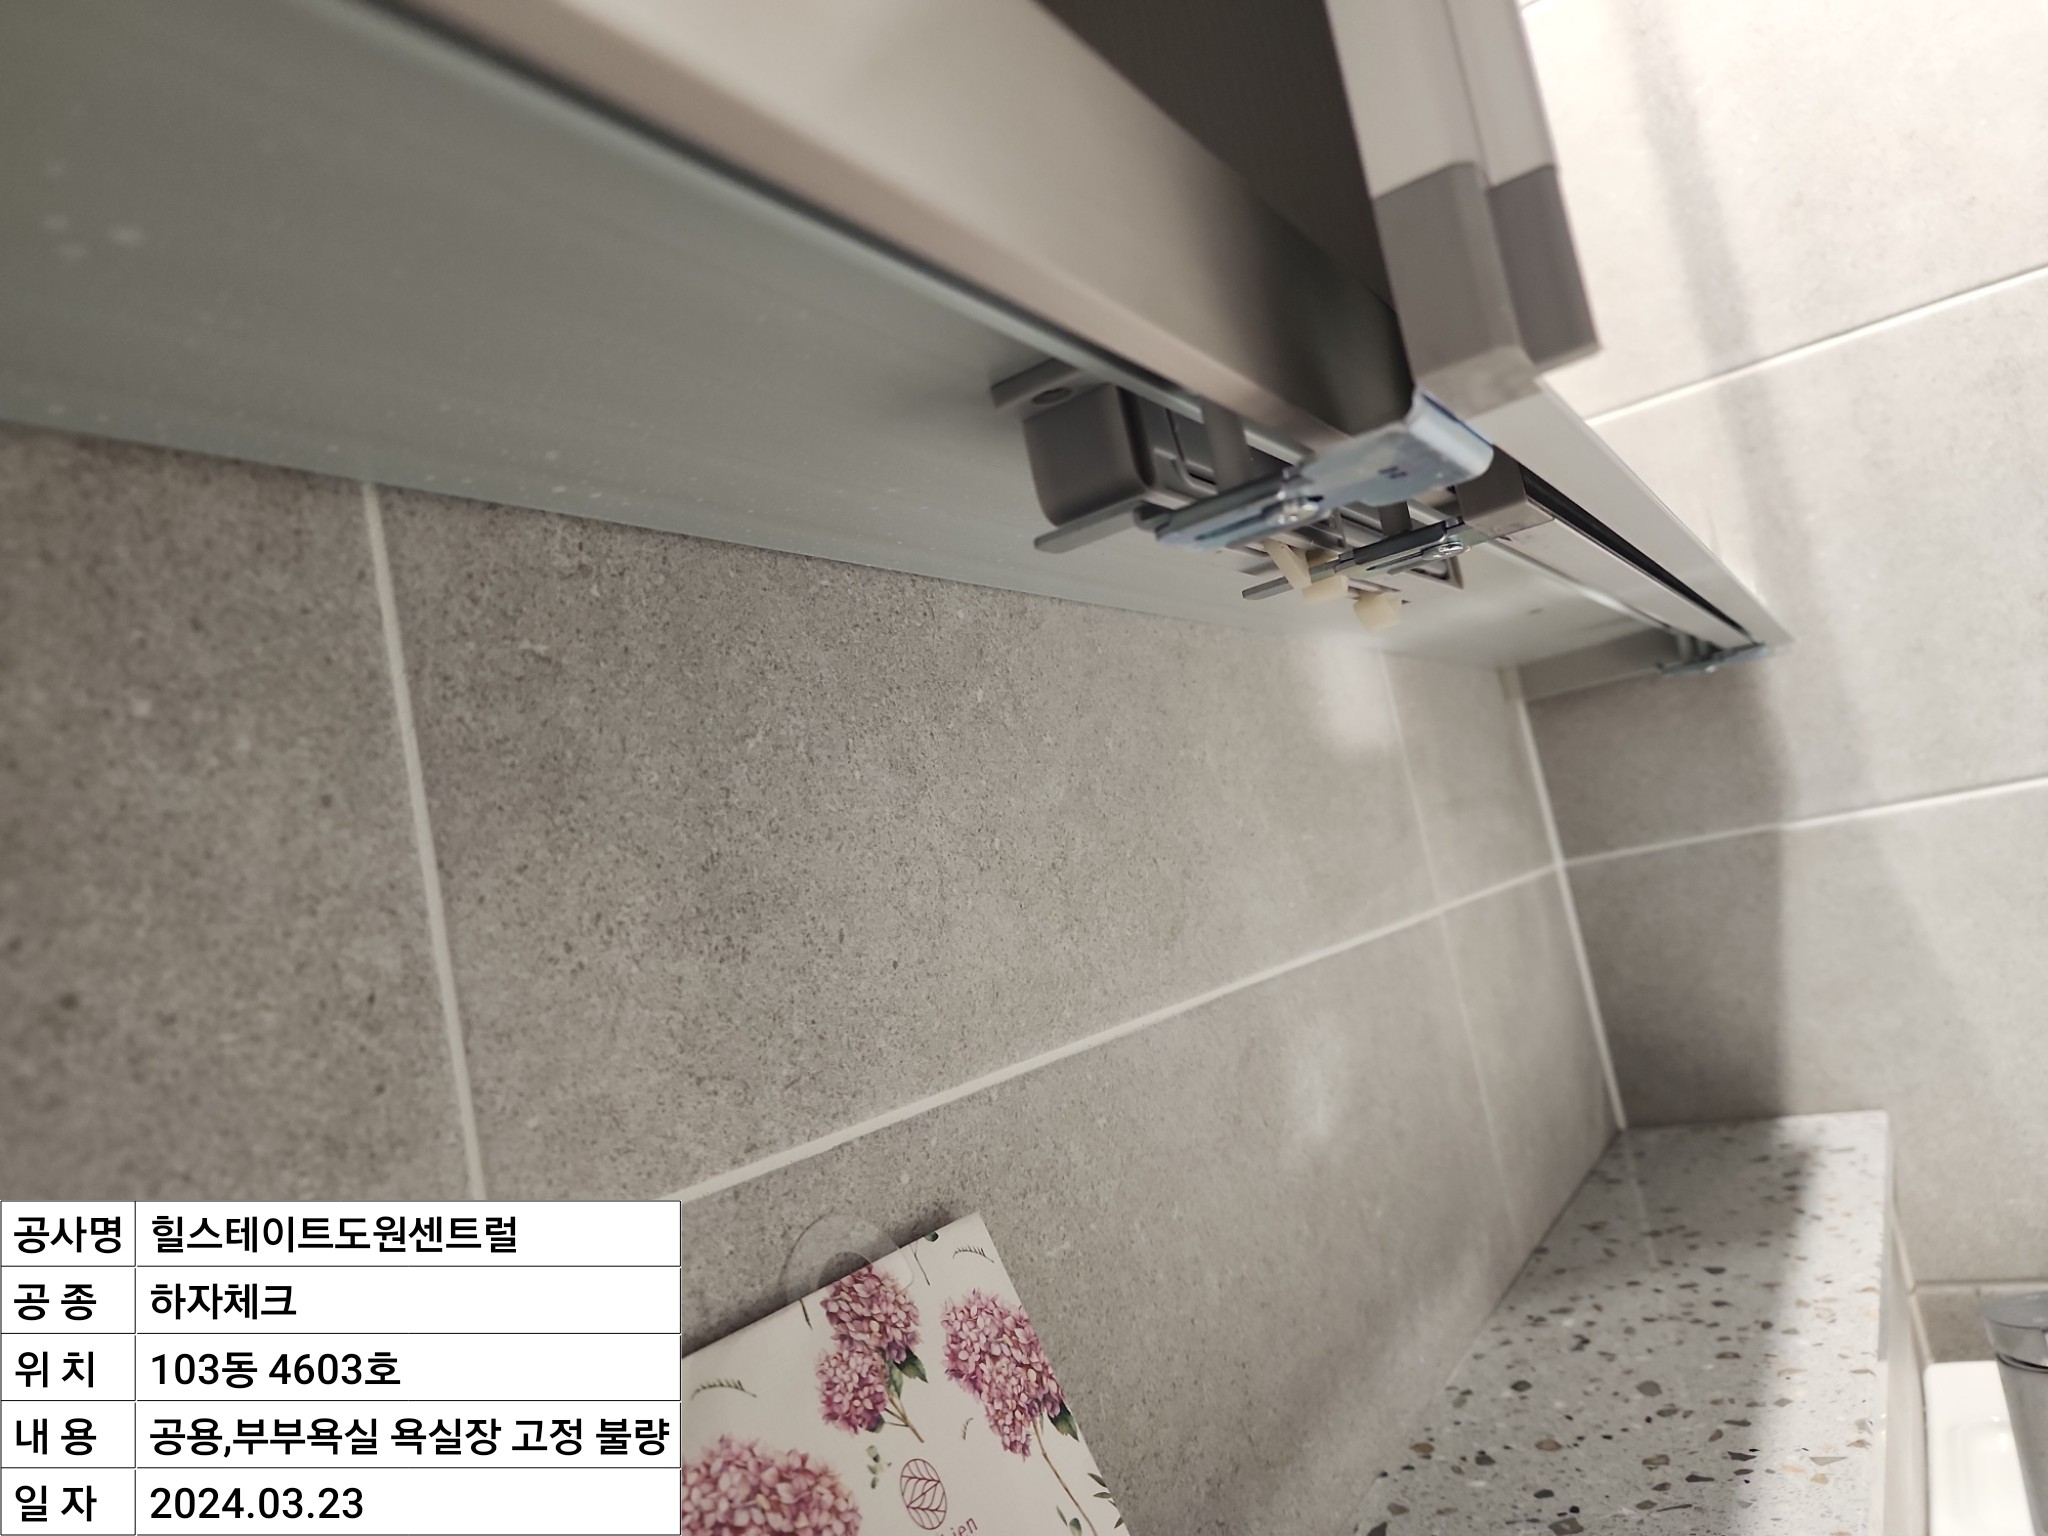 공사명 힐스테이트도원센트럴
공 종 하자체크
위 치 103동 4603호
내 용 공용,부부욕실 욕실장 고정 불량
일 자 2024.03.23